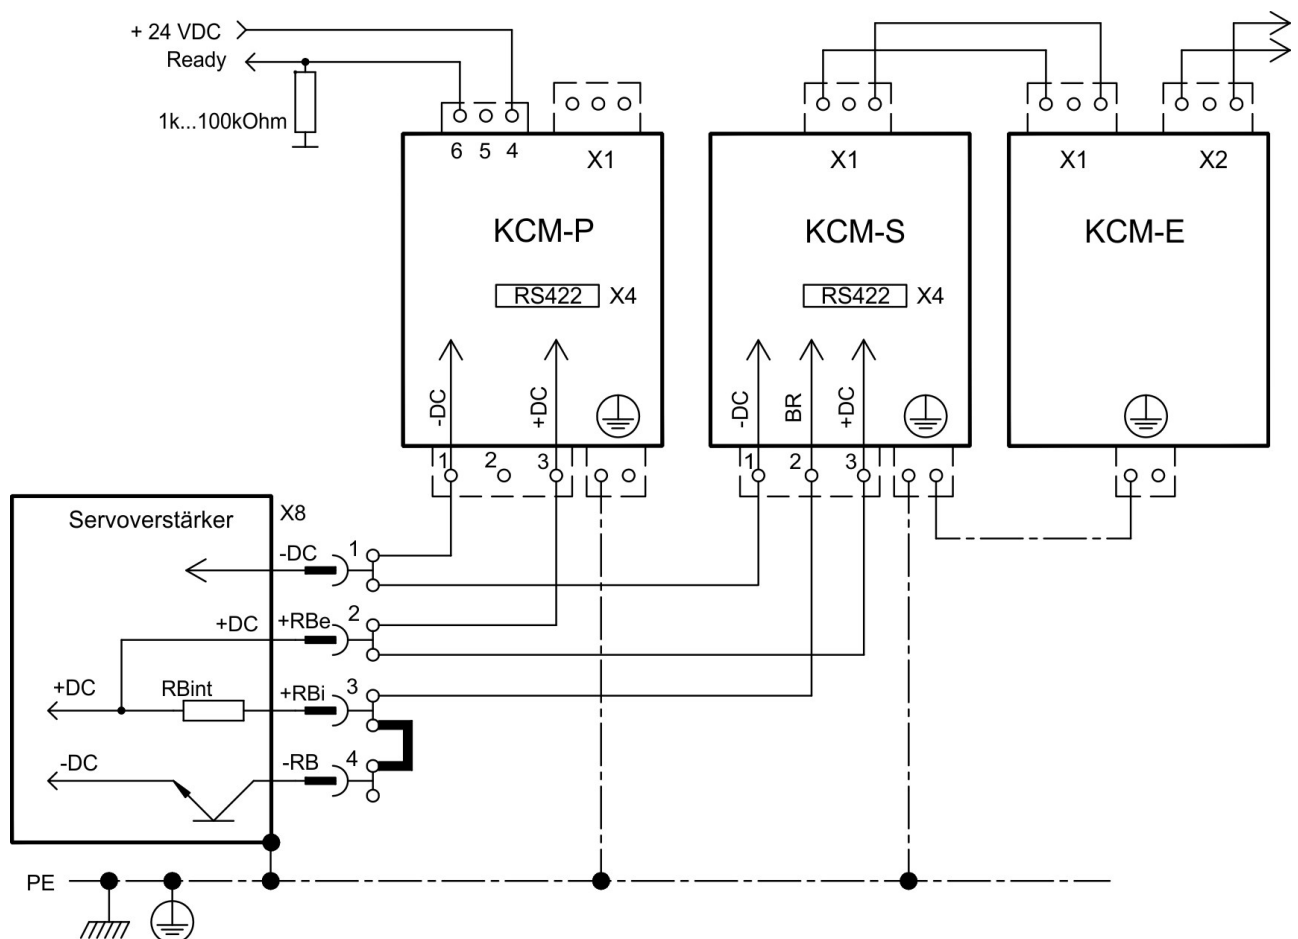 + 24 VDC
Ready
1k...100kOhm
6 5 4
X1
KCM-P
RS422 X4
-DC
+DC
1 2 3
X1
KCM-S
RS422 X4
-DC
BR
+DC
1 2 3
X1 X2
KCM-E
Servoverstärker
X8
-DC 1
+DC +RBe 2
+DC RBint +RBi 3
-DC -RB 4
PE